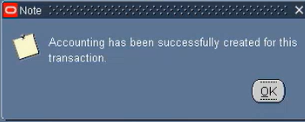 Note
Accounting has been successfully created for this
transaction.
OK